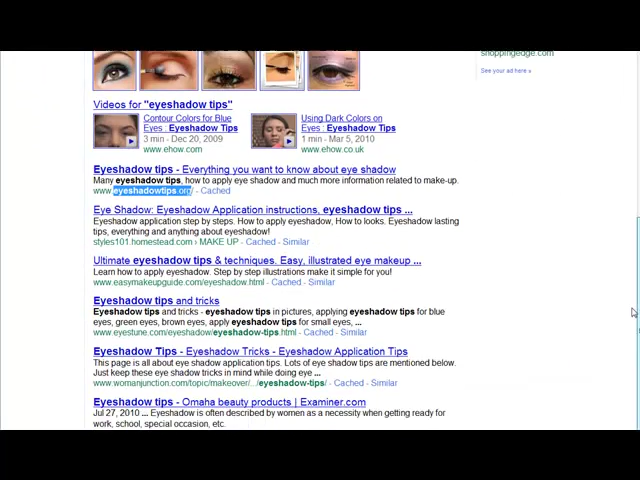 shoppingedge.com
See your ad here »
Videos for "eyeshadow tips"
Contour Colors for Blue
Eyes : Eyeshadow Tips
3 min - Dec 20, 2009
www.ehow.com
Using Dark Colors on
Eyes : Eyeshadow Tips
1 min - Mar 5, 2010
www.ehow.co.uk
Eyeshadow tips - Everything you want to know about eye shadow
Many eyeshadow tips, how to apply eye shadow and much more information related to make-up.
www.eyeshadowtips.org/ - Cached
Eye Shadow: Eyeshadow Application instructions, eyeshadow tips ...
Eyeshadow application step by steps. How to apply eyeshadow, How to looks. Eyeshadow lasting
tips, everything and anything about eyeshadow!
styles101.homestead.com › MAKE UP - Cached - Similar
Ultimate eyeshadow tips & techniques. Easy, illustrated eye makeup ...
Learn how to apply eyeshadow. Step by step illustrations make it simple for you!
www.easymakeupguide.com/eyeshadow.html - Cached - Similar
Eyeshadow tips and tricks
Eyeshadow tips and tricks - eyeshadow tips in pictures, applying eyeshadow tips for blue
eyes, green eyes, brown eyes, apply eyeshadow tips for small eyes, ...
www.eyestune.com/eyeshadow/eyeshadow-tips.html - Cached - Similar
Eyeshadow Tips - Eyeshadow Tricks - Eyeshadow Application Tips
This page is all about eye shadow application tips. Lots of eye shadow tips are mentioned below.
Just keep these eye shadow tricks in mind while doing eye ...
www.womanjunction.com/topic/makeover/.../eyeshadow-tips/ - Cached - Similar
Eyeshadow tips - Omaha beauty products | Examiner.com
Jul 27, 2010 ... Eyeshadow is often described by women as a necessity when getting ready for
work, school, special occasion, etc.